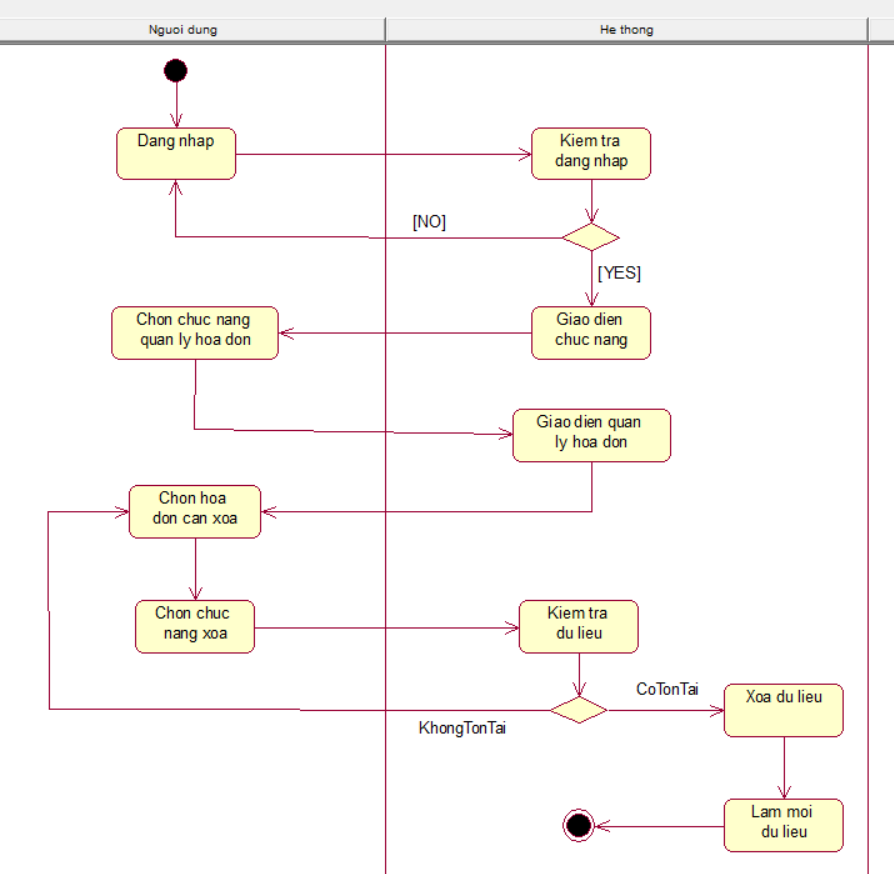 Nguoi dung
He thong
Dang nhap
Kiem tra
dang nhap
[NO]
[YES]
Chon chuc nang
quan ly hoa don
Giao dien
chuc nang
Giao dien quan
ly hoa don
Chon hoa
don can xoa
Chon chuc
nang xoa
Kiem tra
du lieu
CoTonTai
Xoa du lieu
KhongTonTai
Lam moi
du lieu